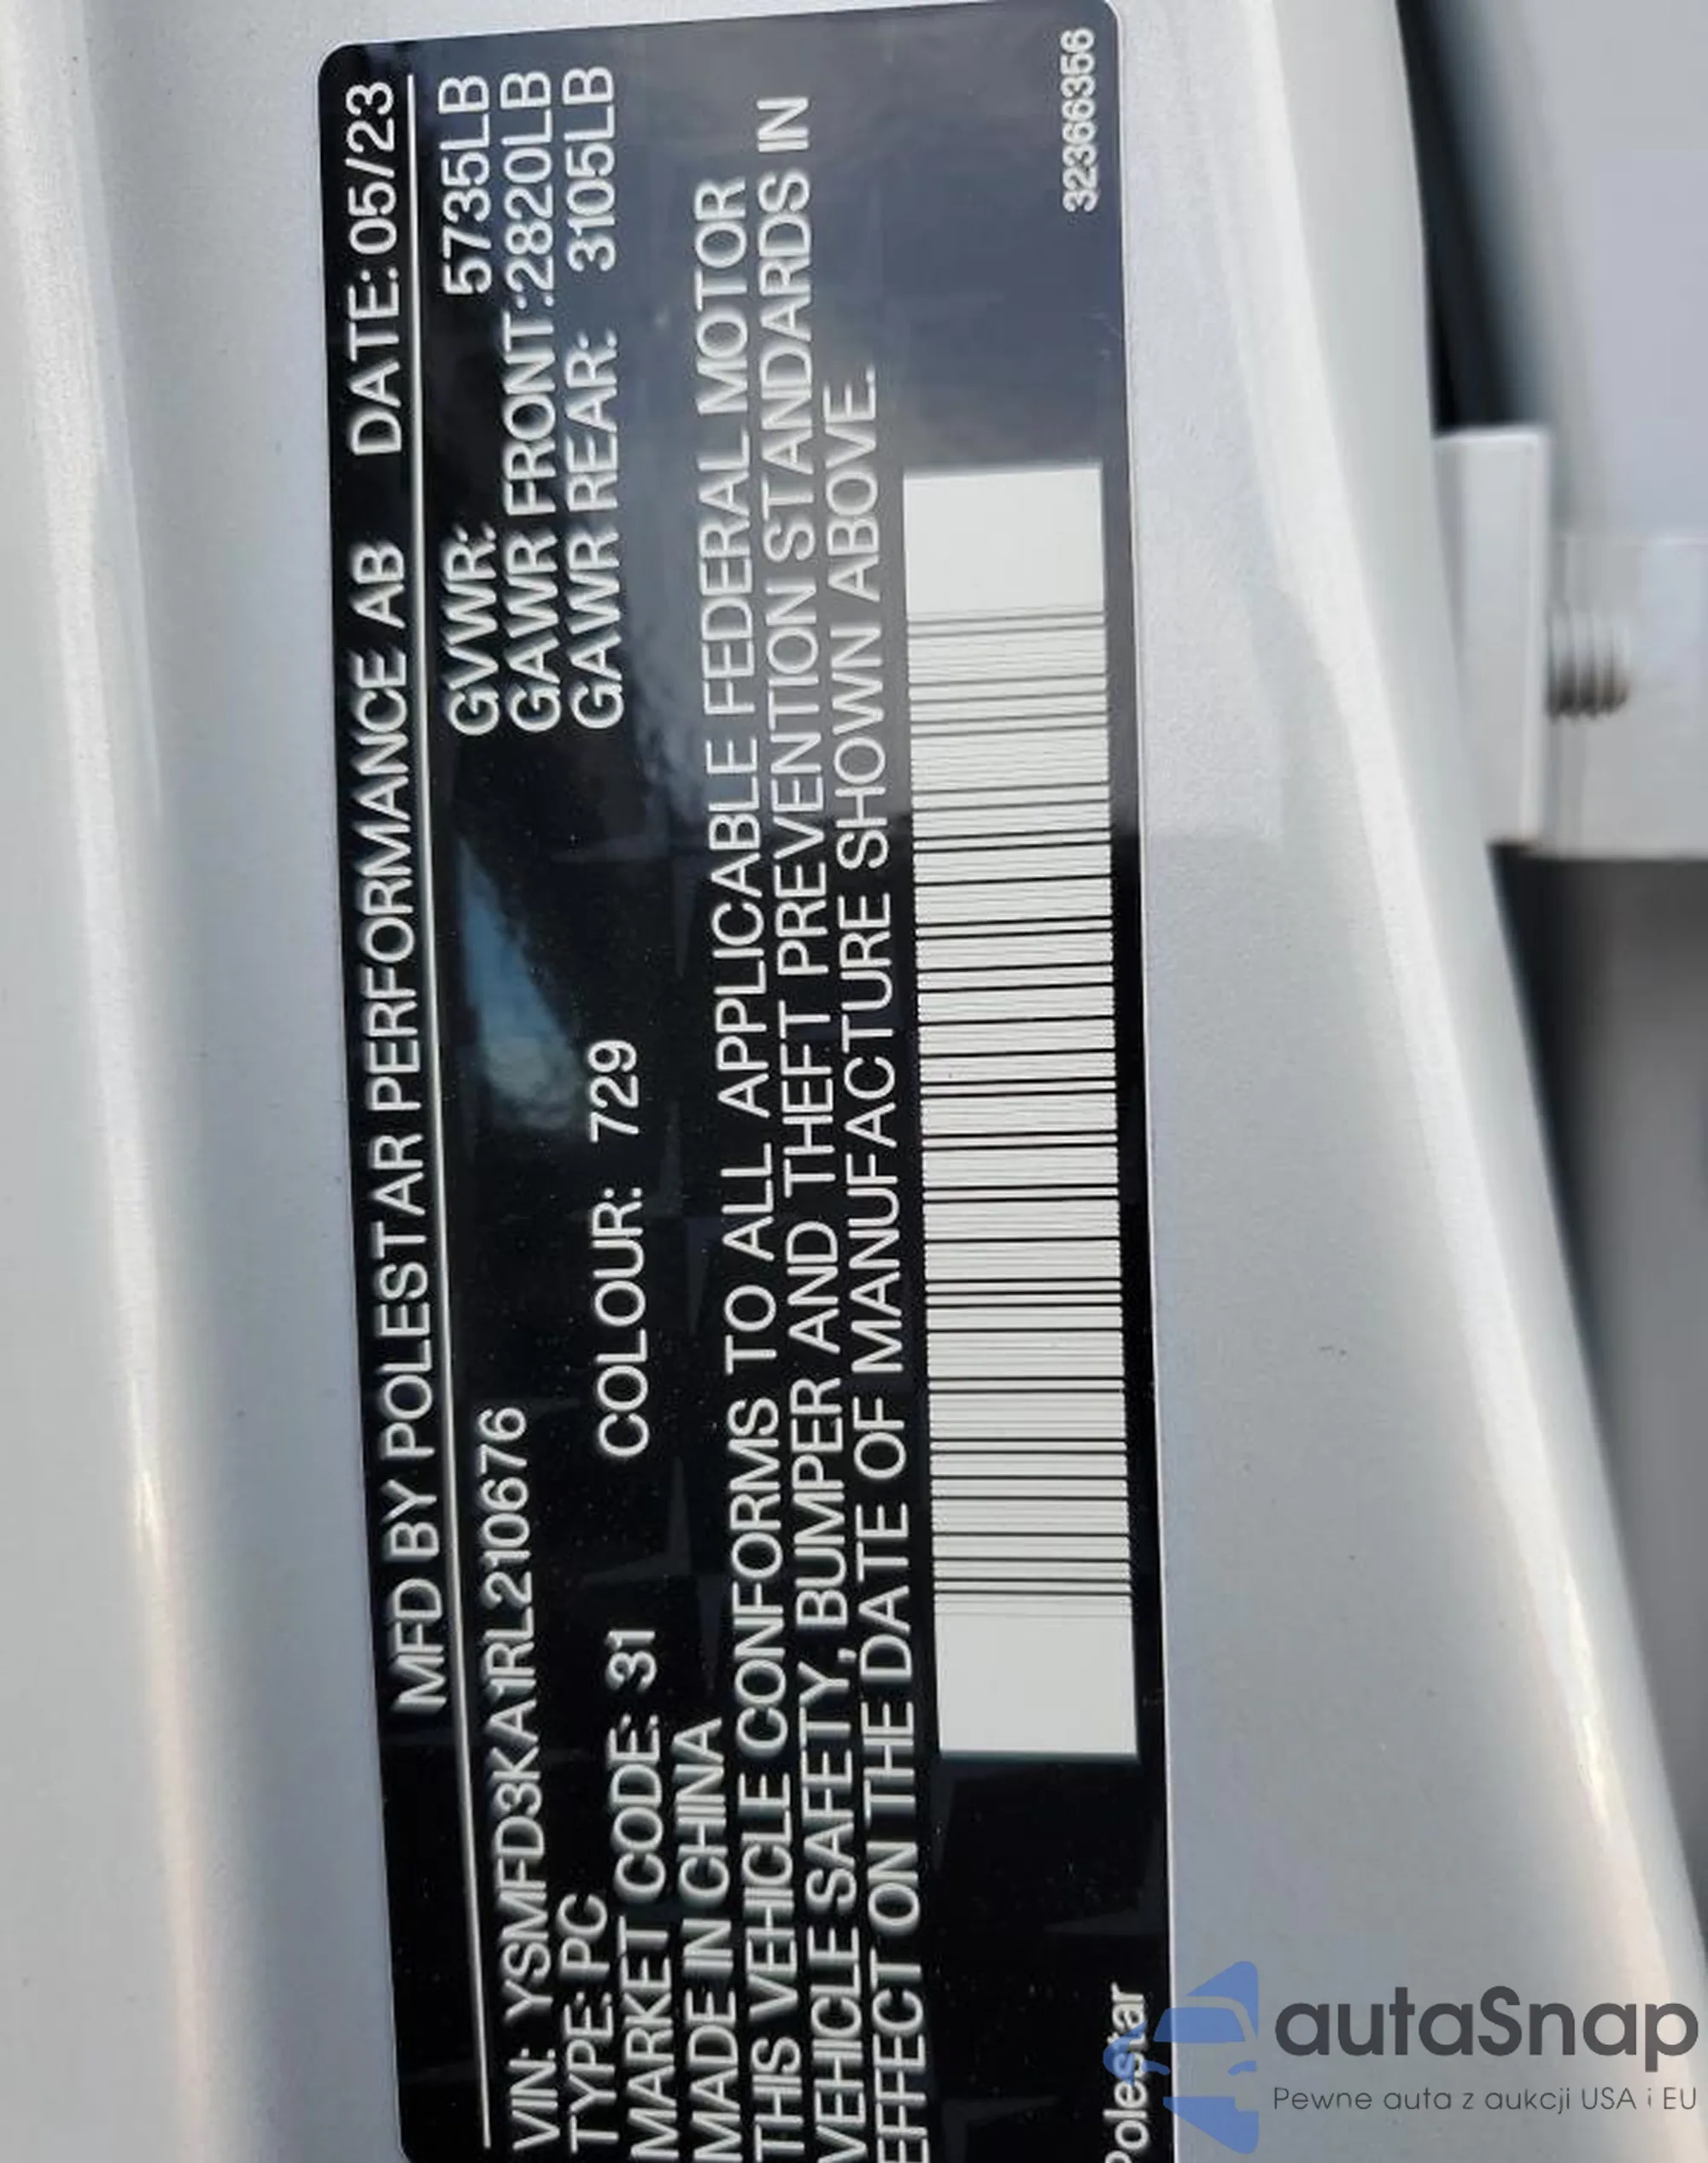 MFD BY POLESTAR PERFORMANCE AB DATE: 05/23
VIN: YSMFD3KA1RL210676
GVWR: 5735LB
TYPE: PC
GAWR FRONT:2820LB
MARKET CODE: 31 COLOUR: 729
GAWR REAR: 3105LB
MADE IN CHINA
THIS VEHICLE CONFORMS TO ALL APPLICABLE FEDERAL MOTOR
VEHICLE SAFETY, BUMPER AND THEFT PREVENTION STANDARDS IN
EFFECT ON THE DATE OF MANUFACTURE SHOWN ABOVE.
Polestar
32366356
autaSnap
Pewne auta z aukcji USA i EU